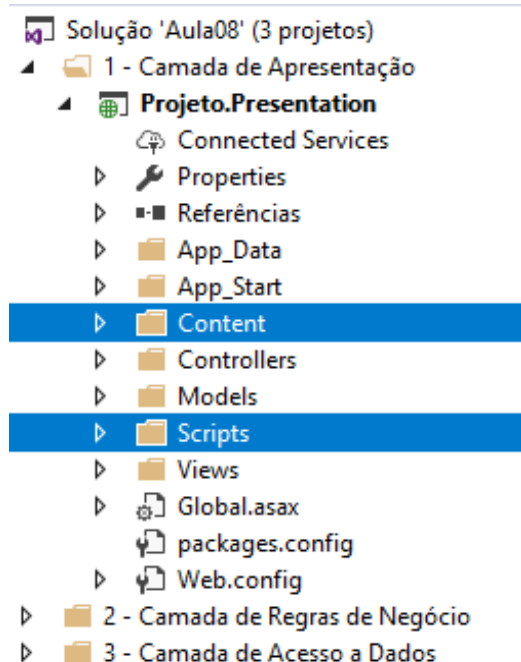 Solução 'Aula08' (3 projetos)
1 - Camada de Apresentação
Projeto.Presentation
Connected Services
Properties
Referências
App_Data
App_Start
Content
Controllers
Models
Scripts
Views
Global.asax
packages.config
Web.config
2 - Camada de Regras de Negócio
3 - Camada de Acesso a Dados